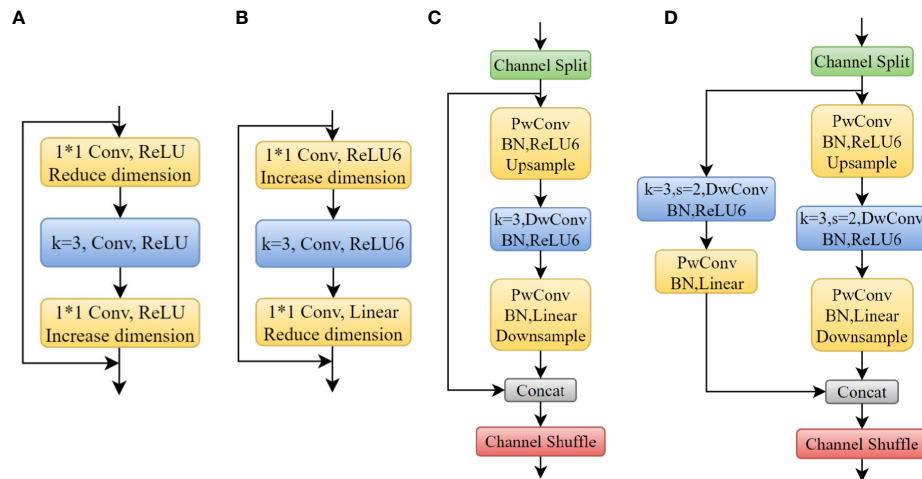 A
1*1 Conv, ReLU
Reduce dimension
k=3, Conv, ReLU
1*1 Conv, ReLU
Increase dimension
B
1*1 Conv, ReLU6
Increase dimension
k=3, Conv, ReLU6
1*1 Conv, Linear
Reduce dimension
C
Channel Split
PwConv
BN,ReLU6
Upsample
k=3,DwConv
BN,ReLU6
PwConv
BN,Linear
Downsample
Concat
Channel Shuffle
D
Channel Split
k=3,s=2,DwConv
BN,ReLU6
PwConv
BN,Linear
PwConv
BN,ReLU6
Upsample
k=3,s=2,DwConv
BN,ReLU6
PwConv
BN,Linear
Downsample
Concat
Channel Shuffle